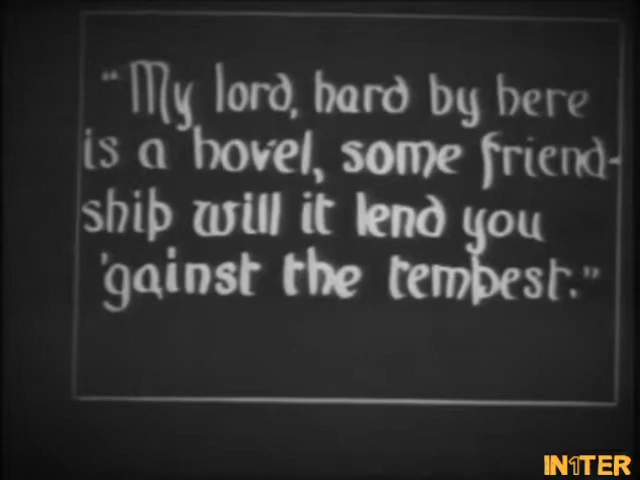 "My lord, hard by here
is a hovel, some friend-
ship will it lend you
'gainst the tempest."
IN1TER